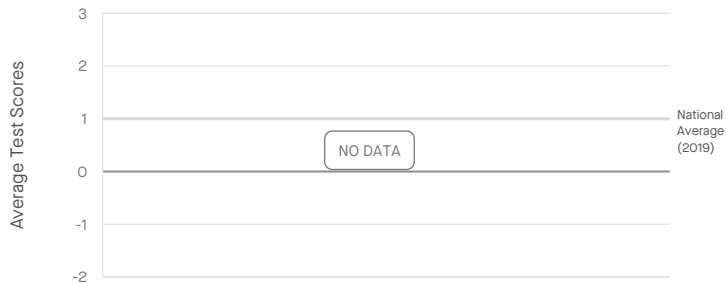 3
2
1
0
-1
-2
Average Test Scores
NO DATA
National
Average
(2019)